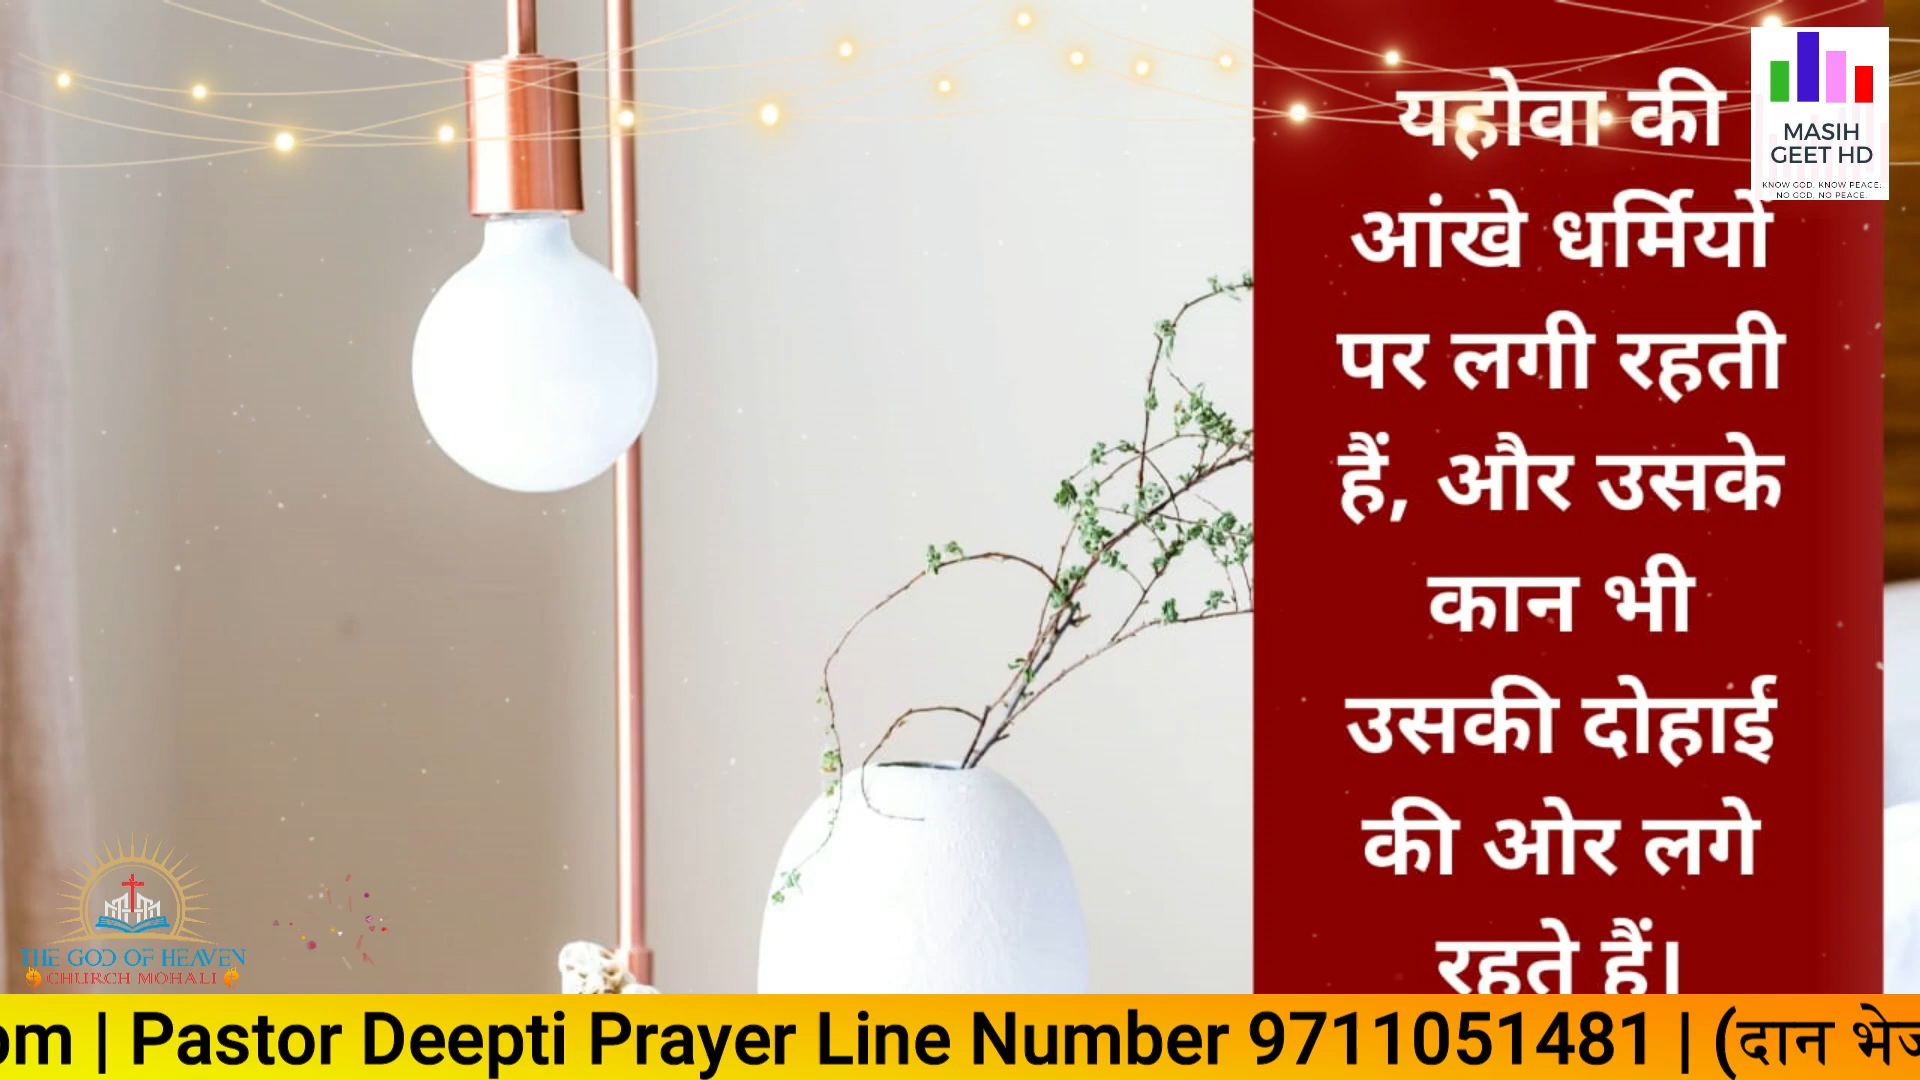 यहोवा की
आंखे धर्मियों
पर लगी रहती
हैं, और उसके
कान भी
उसकी दोहाई
की ओर लगे
रहते हैं।
MASIH
GEET HD
KNOW GOD. KNOW PEACE.
NO GOD. NO PEACE.
THE GOD OF HEAVEN
CHURCH MOHALI
om | Pastor Deepti Prayer Line Number 9711051481 | (दान